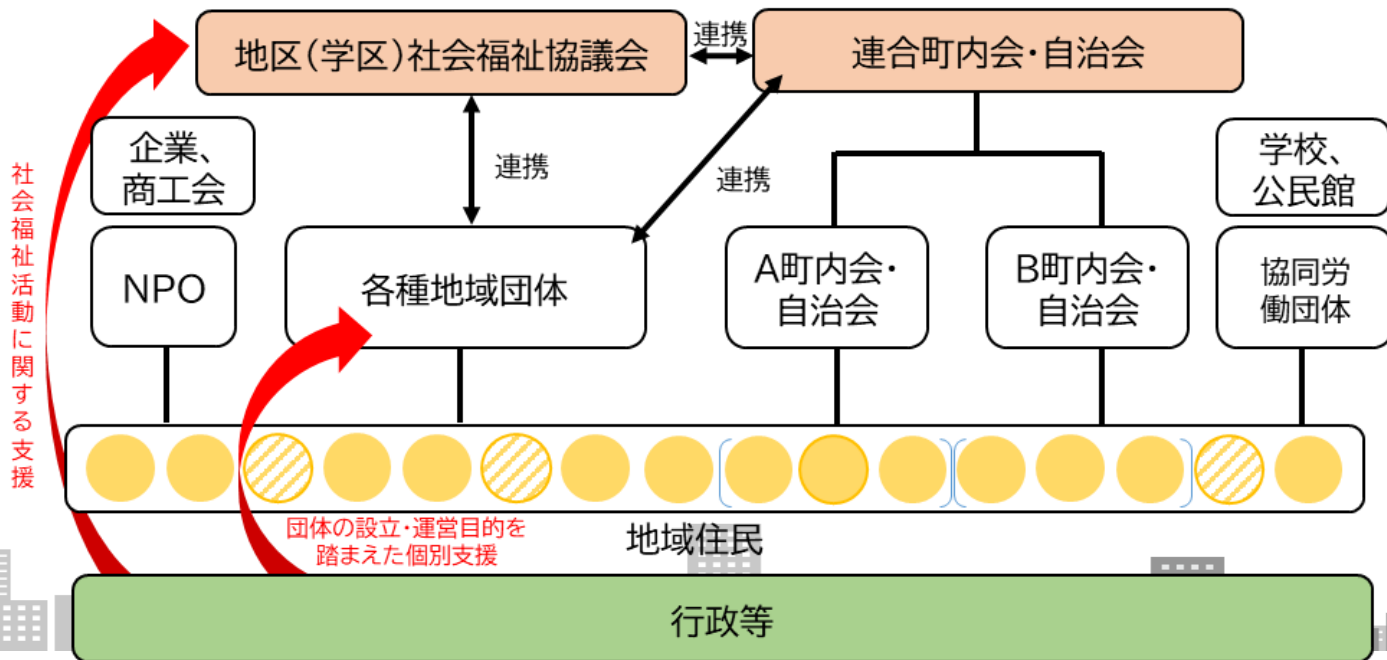 地区(学区)社会福祉協議会
連携
連合町内会・自治会
企業、
商工会
連携
連携
学校、
公民館
社会福祉活動に関する支援
NPO
各種地域団体
A町内会・
自治会
B町内会・
自治会
協同労
働団体
団体の設立・運営目的を
踏まえた個別支援
地域住民
行政等